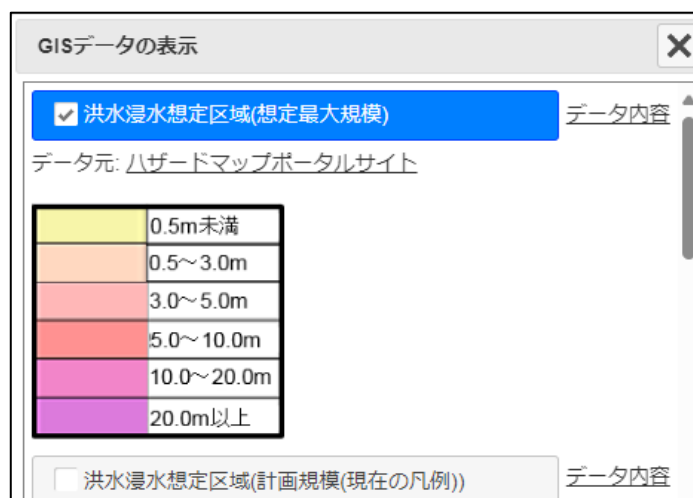 GISデータの表示
洪水浸水想定区域(想定最大規模) データ内容
データ元: ハザードマップポータルサイト
0.5m未満
0.5～3.0m
3.0～5.0m
5.0～10.0m
10.0～20.0m
20.0m以上
洪水浸水想定区域(計画規模(現在の凡例)) データ内容